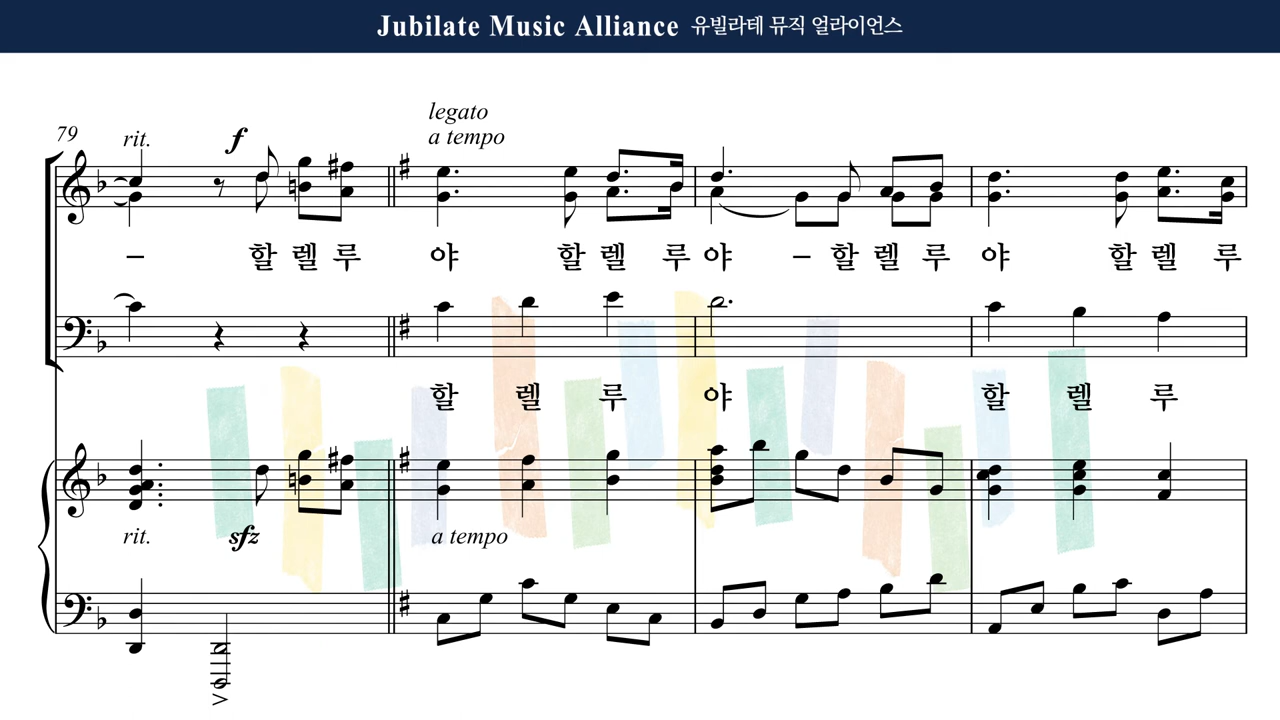 Jubilate Music Alliance 유빌라테 뮤직 얼라이언스
legato
79 rit. f a tempo
– 할 렐 루 야 할 렐 루 야 – 할 렐 루 야 할 렐 루
할 렐 루 야 할 렐 루
rit. sfz a tempo